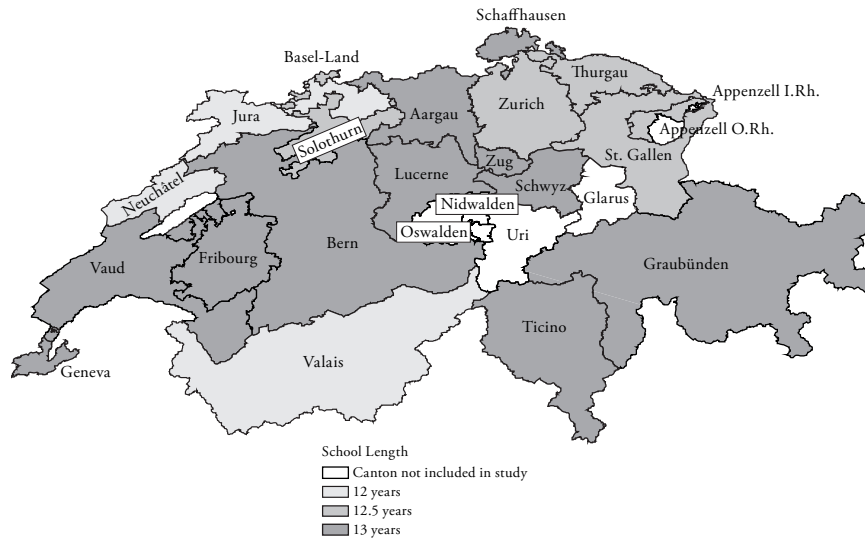 Schaffhausen
Basel-Land
Thurgau
Appenzell I.Rh.
Jura
Aargau
Zurich
Appenzell O.Rh.
Solothurn
St. Gallen
Zug
Lucerne
Schwyz
Neuchâtel
Glarus
Nidwalden
Oswalden
Uri
Bern
Fribourg
Vaud
Graubünden
Ticino
Valais
Geneva
School Length
Canton not included in study
12 years
12.5 years
13 years